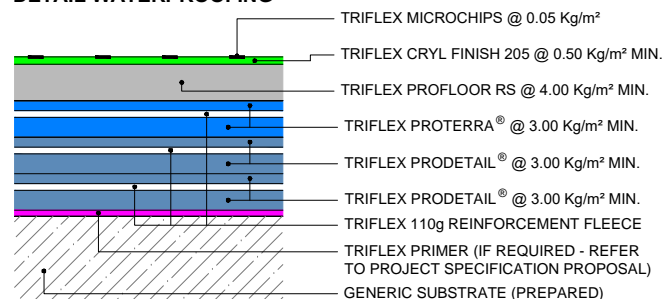 DETAIL WATERPROOFING
TRIFLEX MICROCHIPS @ 0.05 Kg/m²
TRIFLEX CRYL FINISH 205 @ 0.50 Kg/m² MIN.
TRIFLEX PROFLOOR RS @ 4.00 Kg/m² MIN.
TRIFLEX PROTERRA® @ 3.00 Kg/m² MIN.
TRIFLEX PRODETAIL® @ 3.00 Kg/m² MIN.
TRIFLEX PRODETAIL® @ 3.00 Kg/m² MIN.
TRIFLEX 110g REINFORCEMENT FLEECE
TRIFLEX PRIMER (IF REQUIRED - REFER
TO PROJECT SPECIFICATION PROPOSAL)
GENERIC SUBSTRATE (PREPARED)